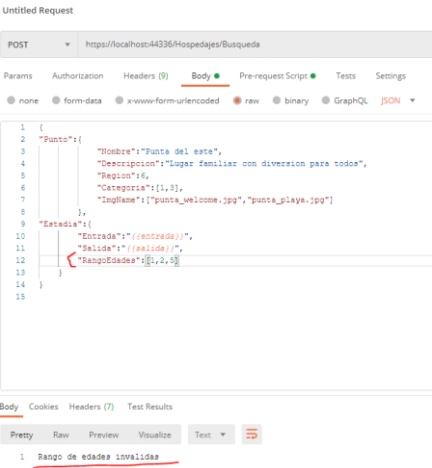 Untitled Request
POST https://localhost:44336/Hospedajes/Busqueda
Params Authorization Headers (9) Body Pre-request Script Tests Settings
none form-data x-www-form-urlencoded raw binary GraphQL JSON
1 {
2 "Punto":{
3 "Nombre":"Punta del este",
4 "Descripcion":"Lugar familiar con diversion para todos",
5 "Region":6,
6 "Categoria":[1,3],
7 "ImgName":["punta_welcome.jpg","punta_playa.jpg"]
8 },
9 "Estadia":{
10 "Entrada":"{{entrada}}",
11 "Salida":"{{salida}}",
12 "RangoEdades":[1,2,5]
13 }
14 }
15
Body Cookies Headers (7) Test Results
Pretty Raw Preview Visualize Text
1 Rango de edades invalidas